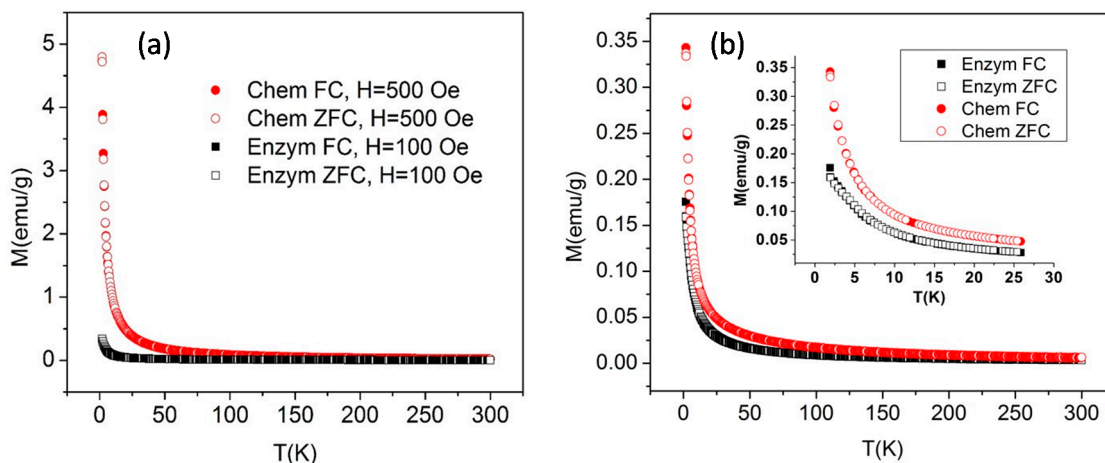 (a)
5
4
3
2
1
0
M(emu/g)
Chem FC, H=500 Oe
Chem ZFC, H=500 Oe
Enzym FC, H=100 Oe
Enzym ZFC, H=100 Oe
0 50 100 150 200 250 300
T(K)
(b)
0.35
0.30
0.25
0.20
0.15
0.10
0.05
0.00
M(emu/g)
0.35
0.30
0.25
0.20
0.15
0.10
0.05
M(emu/g)
Enzym FC
Enzym ZFC
Chem FC
Chem ZFC
0 5 10 15 20 25 30
T(K)
0 50 100 150 200 250 300
T(K)